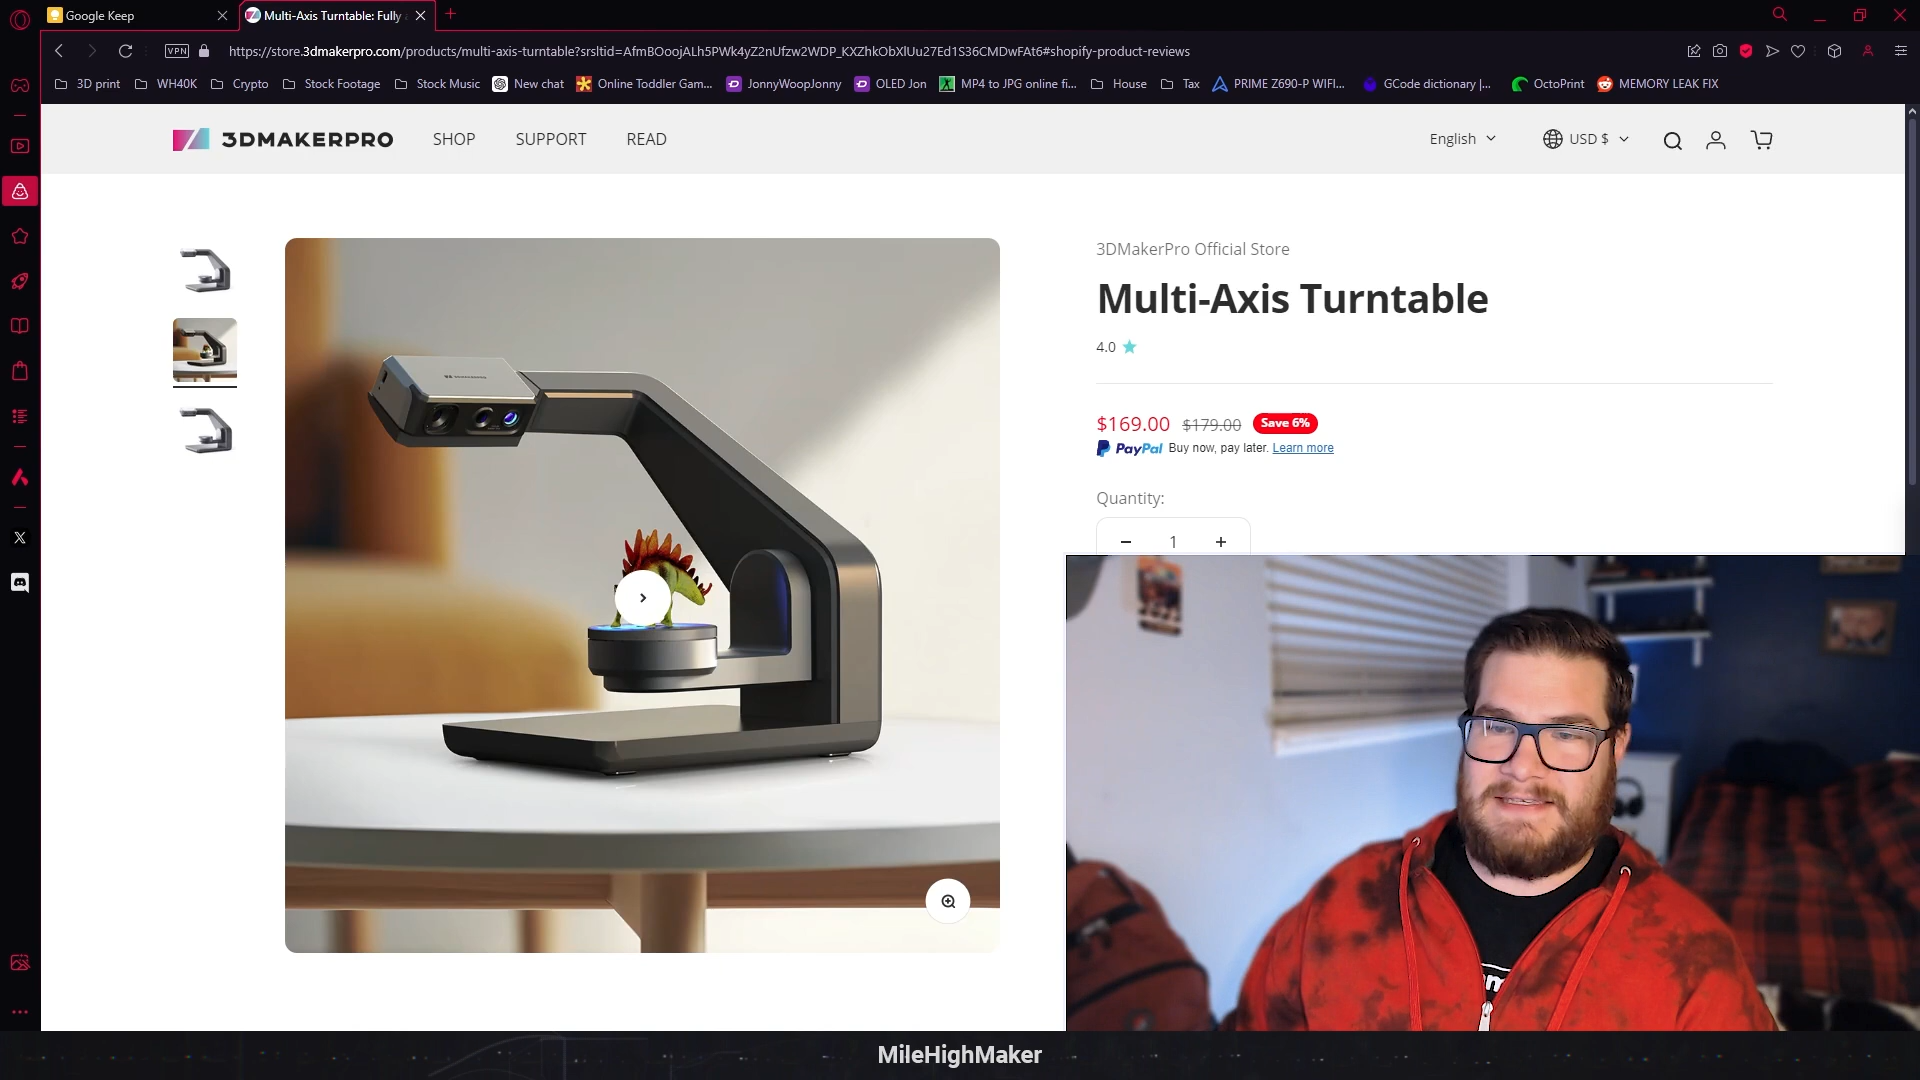 Google Keep
Multi-Axis Turntable: Fully
VPN
https://store.3dmakerpro.com/products/multi-axis-turntable?srsltid=AfmBOoojALh5PWk4yZ2nUfzw2WDP_KXZhkObXlUu27Ed1S36CMDwFAt6#shopify-product-reviews
3D print WH40K Crypto Stock Footage Stock Music New chat Online Toddler Gam... JonnyWoopJonny OLED Jon MP4 to JPG online fi... House Tax PRIME Z690-P WIFI... GCode dictionary |... OctoPrint MEMORY LEAK FIX
3DMAKERPRO SHOP SUPPORT READ English USD $
3DMakerPro Official Store
Multi-Axis Turntable
4.0
$169.00 $179.00 Save 6%
PayPal Buy now, pay later. Learn more
Quantity:
− 1 +
MileHighMaker